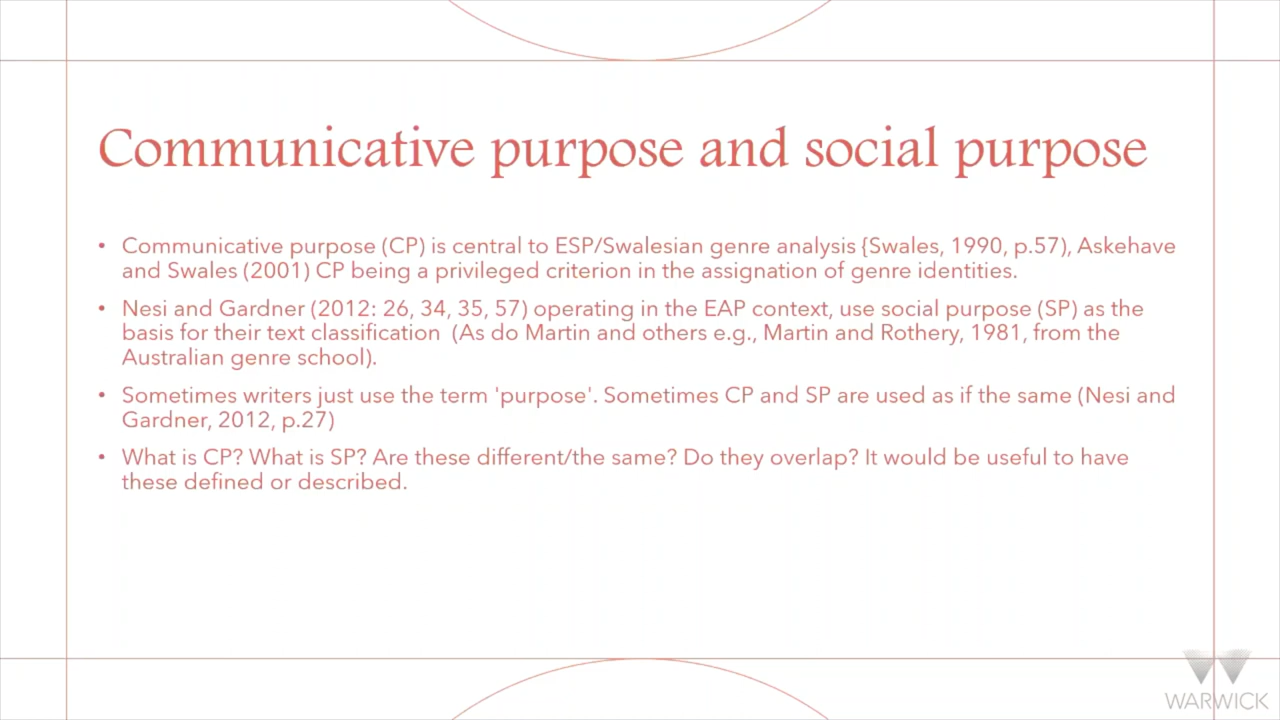 Communicative purpose and social purpose
• Communicative purpose (CP) is central to ESP/Swalesian genre analysis {Swales, 1990, p.57), Askehave
and Swales (2001) CP being a privileged criterion in the assignation of genre identities.
• Nesi and Gardner (2012: 26, 34, 35, 57) operating in the EAP context, use social purpose (SP) as the
basis for their text classification  (As do Martin and others e.g., Martin and Rothery, 1981, from the
Australian genre school).
• Sometimes writers just use the term 'purpose'. Sometimes CP and SP are used as if the same (Nesi and
Gardner, 2012, p.27)
• What is CP? What is SP? Are these different/the same? Do they overlap? It would be useful to have
these defined or described.
WARWICK